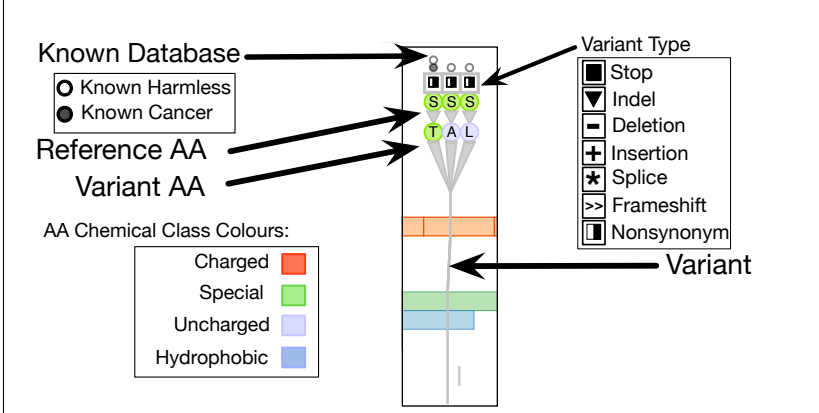 Known Database
Known Harmless
Known Cancer
Reference AA
Variant AA
AA Chemical Class Colours:
Charged
Special
Uncharged
Hydrophobic
S S S
T A L
Variant Type
Stop
Indel
Deletion
Insertion
Splice
>> Frameshift
Nonsynonym
Variant